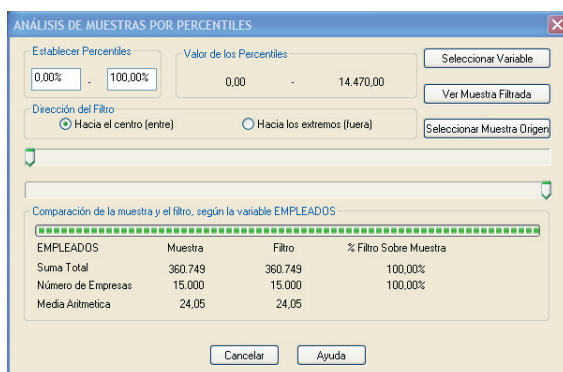 ANÁLISIS DE MUESTRAS POR PERCENTILES
Establecer Percentiles
0,00% - 100,00%
Valor de los Percentiles
0,00 - 14.470,00
Seleccionar Variable
Ver Muestra Filtrada
Dirección del Filtro
Hacia el centro (entre) Hacia los extremos (fuera)
Seleccionar Muestra Origen
Comparación de la muestra y el filtro, según la variable EMPLEADOS
EMPLEADOS Muestra Filtro % Filtro Sobre Muestra
Suma Total 360.749 360.749 100,00%
Número de Empresas 15.000 15.000 100,00%
Media Aritmetica 24,05 24,05
Cancelar Ayuda